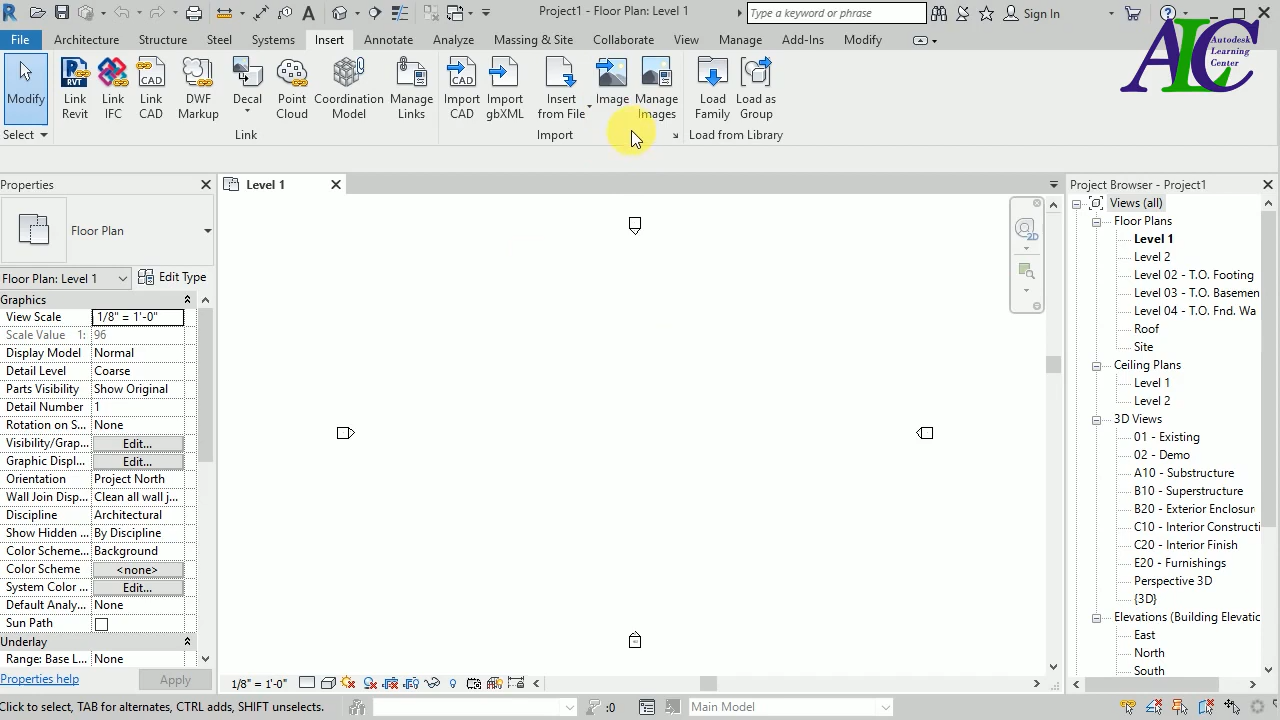 Project1 - Floor Plan: Level 1
Type a keyword or phrase
Sign In
File Architecture Structure Steel Systems Insert Annotate Analyze Massing & Site Collaborate View Manage Add-Ins Modify
ALC Autodesk Learning Center
Modify
Link Revit
Link IFC
Link CAD
DWF Markup
Decal
Point Cloud
Coordination Model
Manage Links
Import CAD
Import gbXML
Insert from File
Image
Manage Images
Load Family
Load as Group
Select
Link
Import
Load from Library
Properties
Level 1
Project Browser - Project1
Floor Plan
Floor Plan: Level 1
Edit Type
Graphics
View Scale 1/8" = 1'-0"
Scale Value 1: 96
Display Model Normal
Detail Level Coarse
Parts Visibility Show Original
Detail Number 1
Rotation on S... None
Visibility/Grap... Edit...
Graphic Displ... Edit...
Orientation Project North
Wall Join Disp... Clean all wall j...
Discipline Architectural
Show Hidden ... By Discipline
Color Scheme... Background
Color Scheme <none>
System Color ... Edit...
Default Analy... None
Sun Path
Underlay
Range: Base L... None
Properties help
Apply
2D
Views (all)
Floor Plans
Level 1
Level 2
Level 02 - T.O. Footing
Level 03 - T.O. Basemen
Level 04 - T.O. Fnd. Wa
Roof
Site
Ceiling Plans
Level 1
Level 2
3D Views
01 - Existing
02 - Demo
A10 - Substructure
B10 - Superstructure
B20 - Exterior Enclosur
C10 - Interior Constructi
C20 - Interior Finish
E20 - Furnishings
Perspective 3D
{3D}
Elevations (Building Elevatio
East
North
South
1/8" = 1'-0"
Click to select, TAB for alternates, CTRL adds, SHIFT unselects.
:0
Main Model